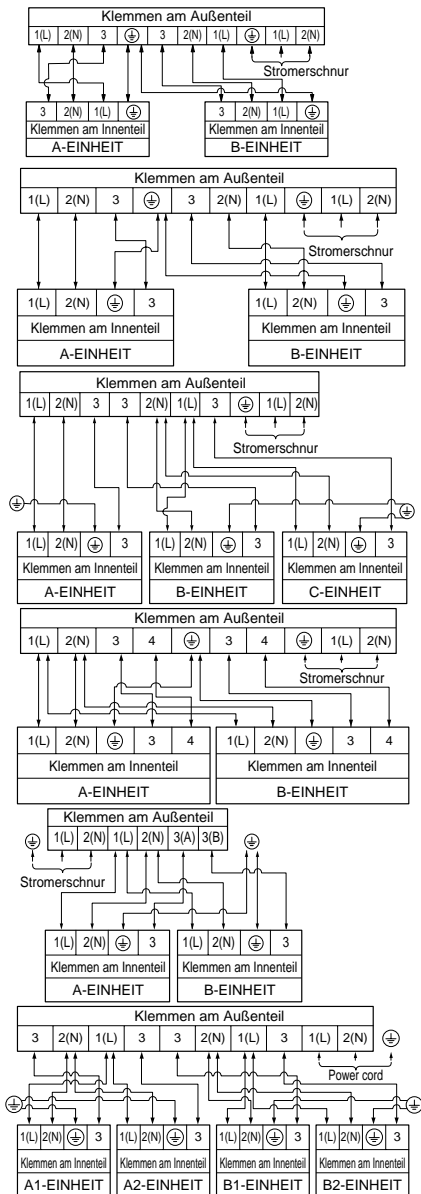 Klemmen am Außenteil
1(L) 2(N) 3 ⏚ 3 2(N) 1(L) ⏚ 1(L) 2(N)
Stromerschnur
3 2(N) 1(L) ⏚ 3 2(N) 1(L) ⏚
Klemmen am Innenteil Klemmen am Innenteil
A-EINHEIT B-EINHEIT
Klemmen am Außenteil
1(L) 2(N) 3 ⏚ 3 2(N) 1(L) ⏚ 1(L) 2(N)
Stromerschnur
1(L) 2(N) ⏚ 3 1(L) 2(N) ⏚ 3
Klemmen am Innenteil Klemmen am Innenteil
A-EINHEIT B-EINHEIT
Klemmen am Außenteil
1(L) 2(N) 3 3 2(N) 1(L) 3 ⏚ 1(L) 2(N)
Stromerschnur
⏚ ⏚
1(L) 2(N) ⏚ 3 1(L) 2(N) ⏚ 3 1(L) 2(N) ⏚ 3
Klemmen am Innenteil Klemmen am Innenteil Klemmen am Innenteil
A-EINHEIT B-EINHEIT C-EINHEIT
Klemmen am Außenteil
1(L) 2(N) 3 4 ⏚ 3 4 ⏚ 1(L) 2(N)
Stromerschnur
1(L) 2(N) ⏚ 3 4 1(L) 2(N) ⏚ 3 4
Klemmen am Innenteil Klemmen am Innenteil
A-EINHEIT B-EINHEIT
Klemmen am Außenteil
⏚ 1(L) 2(N) 1(L) 2(N) 3(A) 3(B) ⏚
Stromerschnur
1(L) 2(N) ⏚ 3 1(L) 2(N) ⏚ 3
Klemmen am Innenteil Klemmen am Innenteil
A-EINHEIT B-EINHEIT
Klemmen am Außenteil
3 2(N) 1(L) 3 3 2(N) 1(L) 3 1(L) 2(N) ⏚
Power cord
⏚ ⏚
1(L) 2(N) ⏚ 3 1(L) 2(N) ⏚ 3 1(L) 2(N) ⏚ 3 1(L) 2(N) ⏚ 3
Klemmen am Innenteil Klemmen am Innenteil Klemmen am Innenteil Klemmen am Innenteil
A1-EINHEIT A2-EINHEIT B1-EINHEIT B2-EINHEIT